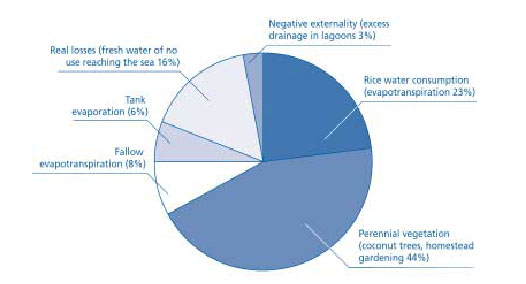 Negative externality (excess
drainage in lagoons 3%)
Real losses (fresh water of no
use reaching the sea 16%)
Rice water consumption
(evapotranspiration 23%)
Tank
evaporation (6%)
Fallow
evapotranspiration (8%)
Perennial vegetation
(coconut trees, homestead
gardening 44%)